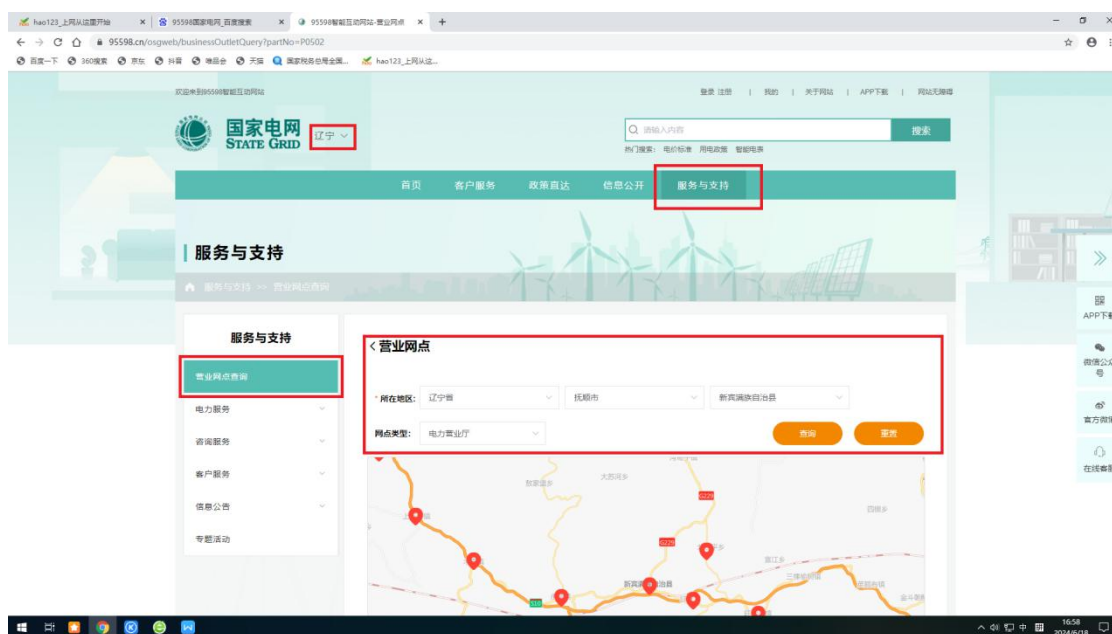 hao123_上网从这里开始
95598国家电网_百度搜索
95598智能互动网站-营业网点
95598.cn/osgweb/businessOutletQuery?partNo=P0502
百度一下 360搜索 京东 抖音 唯品会 天猫 国家税务总局全国... hao123_上网从这...
欢迎来到95598智能互动网站
登录 注册 | 我的 | 关于网站 | APP下载 | 网站无障碍
国家电网
STATE GRID
辽宁
请输入内容
搜索
热门搜索: 电价标准 用电政策 智能电表
首页 客户服务 政策直达 信息公开 服务与支持
服务与支持
服务与支持 >> 营业网点查询
APP下载
微信公众号
官方微博
在线客服
服务与支持
营业网点查询
电力服务
咨询服务
客户服务
信息公告
专题活动
营业网点
* 所在地区: 辽宁省 抚顺市 新宾满族自治县
网点类型: 电力营业厅
查询 重置
大苏河乡
G229
四棚乡
G229
16:58
中
2024/6/18